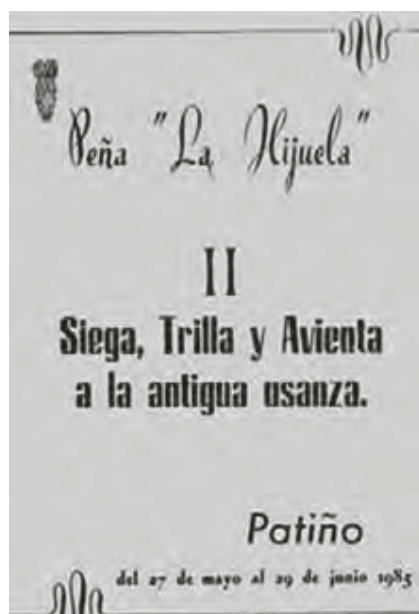 Peña "La Hijuela"
II
Siega, Trilla y Avienta
a la antigua usanza.
Patiño
del 27 de mayo al 29 de junio 1985